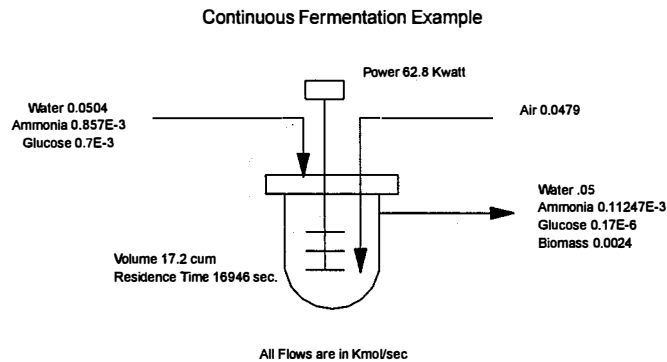 Continuous Fermentation Example
Power 62.8 Kwatt
Water 0.0504
Ammonia 0.857E-3
Glucose 0.7E-3
Air 0.0479
Water .05
Ammonia 0.11247E-3
Glucose 0.17E-6
Biomass 0.0024
Volume 17.2 cum
Residence Time 16946 sec.
All Flows are in Kmol/sec